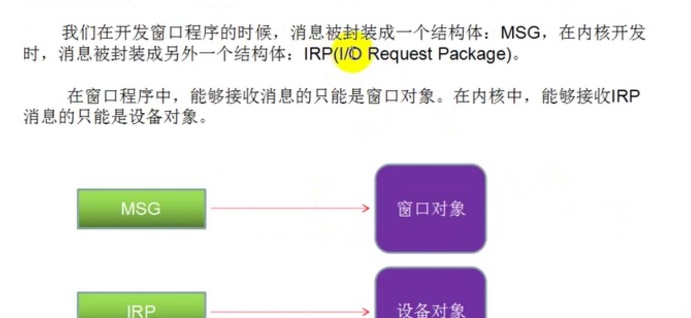 我们在开发窗口程序的时候，消息被封装成一个结构体：MSG，在内核开发
时，消息被封装成另外一个结构体：IRP(I/O Request Package)。
在窗口程序中，能够接收消息的只能是窗口对象。在内核中，能够接收IRP
消息的只能是设备对象。
MSG
窗口对象
IRP
设备对象